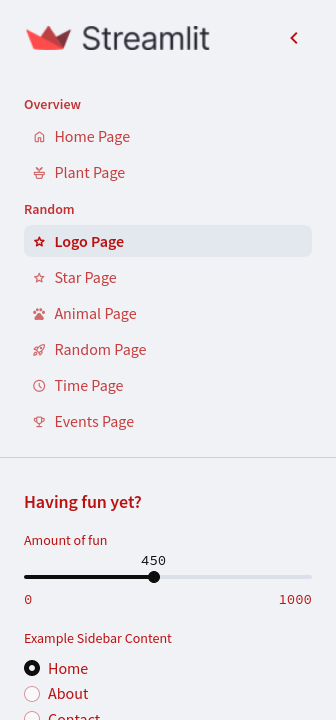 Streamlit
Overview
Home Page
Plant Page
Random
Logo Page
Star Page
Animal Page
Random Page
Time Page
Events Page
Having fun yet?
Amount of fun
450
0 1000
Example Sidebar Content
Home
About
Contact